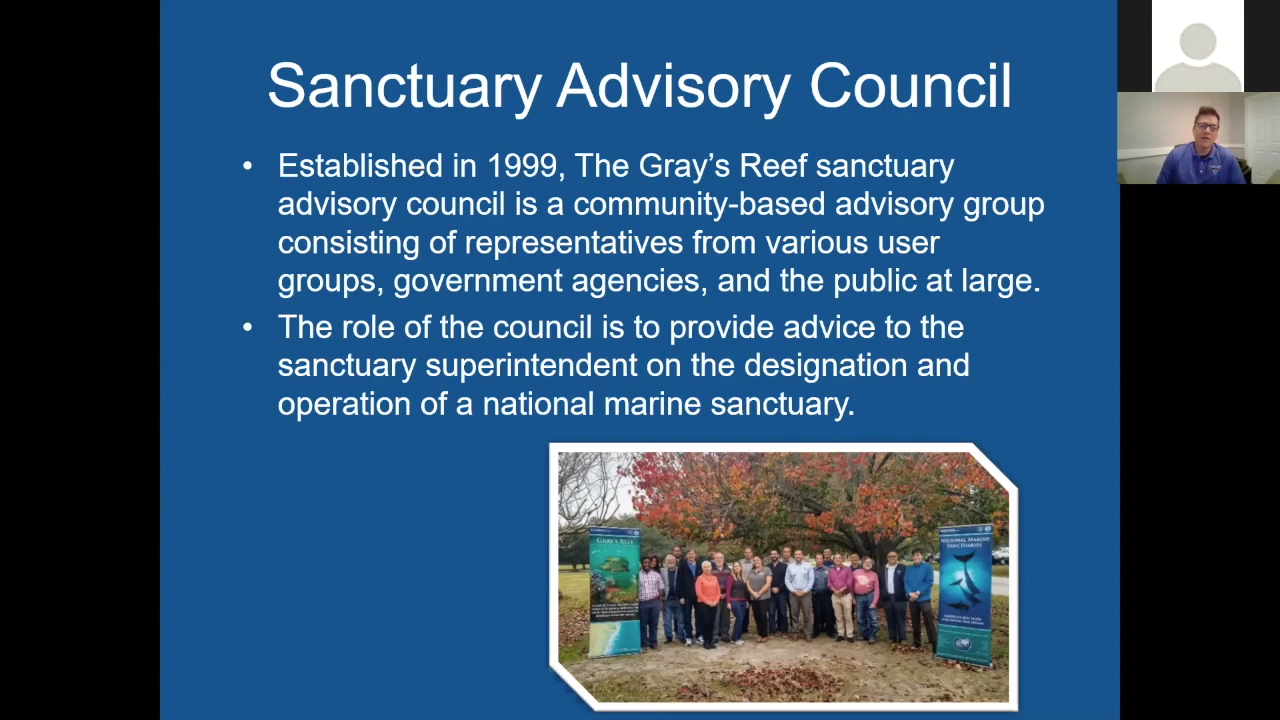 Sanctuary Advisory Council
• Established in 1999, The Gray’s Reef sanctuary
advisory council is a community-based advisory group
consisting of representatives from various user
groups, government agencies, and the public at large.
• The role of the council is to provide advice to the
sanctuary superintendent on the designation and
operation of a national marine sanctuary.
GRAY'S REEF
NATIONAL MARINE
SANCTUARIES